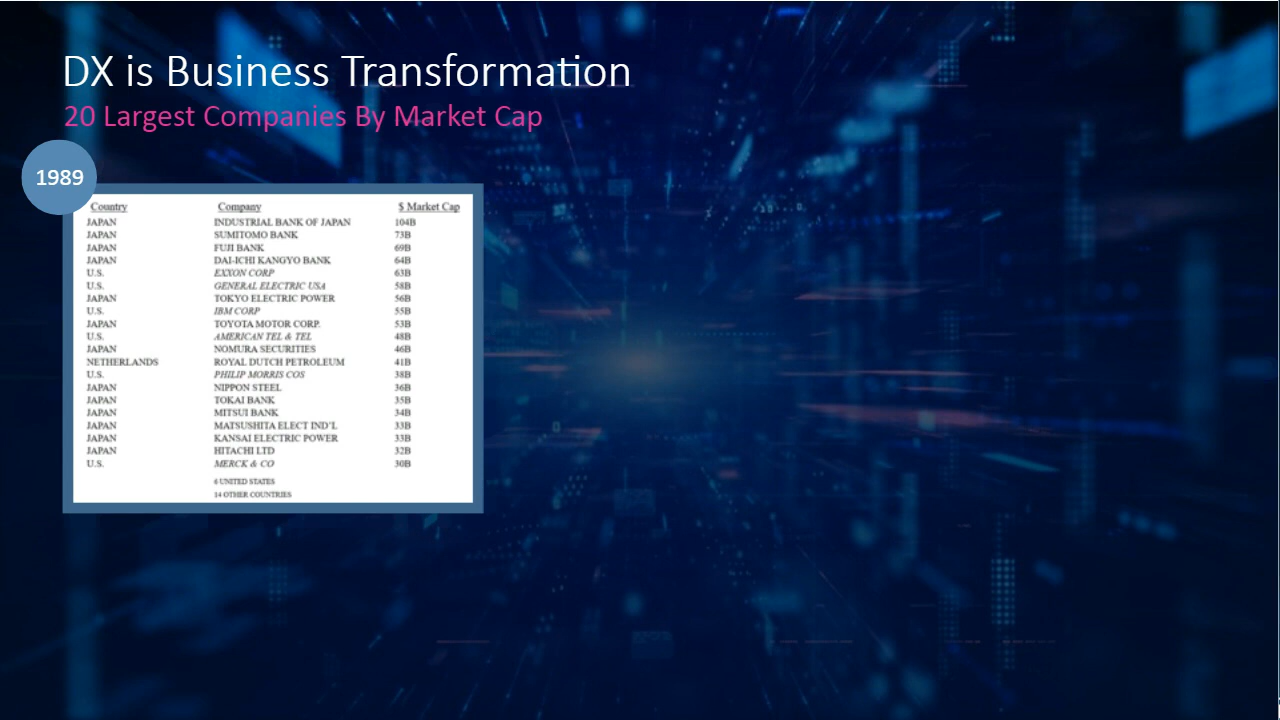 DX is Business Transformation
20 Largest Companies By Market Cap
1989
Country Company $ Market Cap
JAPAN INDUSTRIAL BANK OF JAPAN 104B
JAPAN SUMITOMO BANK 73B
JAPAN FUJI BANK 69B
JAPAN DAI-ICHI KANGYO BANK 64B
U.S. EXXON CORP 63B
U.S. GENERAL ELECTRIC USA 58B
JAPAN TOKYO ELECTRIC POWER 56B
U.S. IBM CORP 55B
JAPAN TOYOTA MOTOR CORP. 53B
U.S. AMERICAN TEL & TEL 48B
JAPAN NOMURA SECURITIES 46B
NETHERLANDS ROYAL DUTCH PETROLEUM 41B
U.S. PHILIP MORRIS COS 38B
JAPAN NIPPON STEEL 36B
JAPAN TOKAI BANK 35B
JAPAN MITSUI BANK 34B
JAPAN MATSUSHITA ELECT IND'L 33B
JAPAN KANSAI ELECTRIC POWER 33B
JAPAN HITACHI LTD 32B
U.S. MERCK & CO 30B
6 UNITED STATES
14 OTHER COUNTRIES